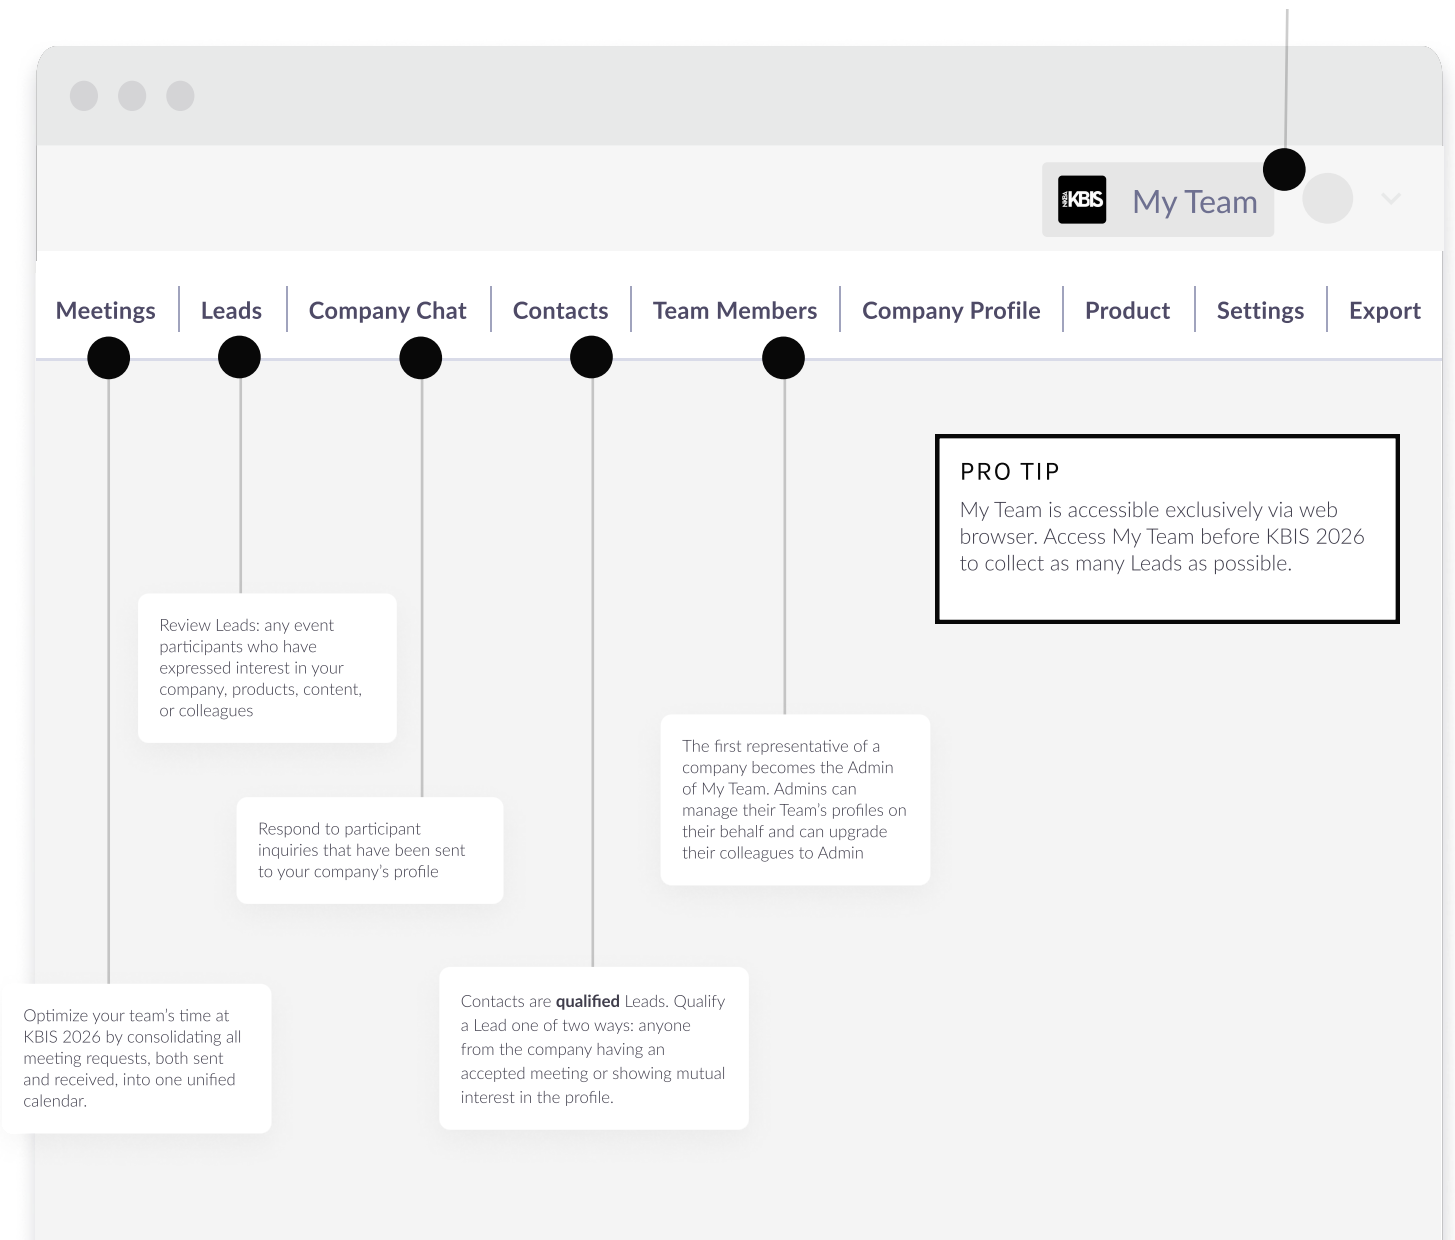 NKBA KBIS My Team
Meetings Leads Company Chat Contacts Team Members Company Profile Product Settings Export
PRO TIP
My Team is accessible exclusively via web
browser. Access My Team before KBIS 2026
to collect as many Leads as possible.
Review Leads: any event
participants who have
expressed interest in your
company, products, content,
or colleagues
The first representative of a
company becomes the Admin
of My Team. Admins can
manage their Team’s profiles on
their behalf and can upgrade
their colleagues to Admin
Respond to participant
inquiries that have been sent
to your company’s profile
Contacts are qualified Leads. Qualify
a Lead one of two ways: anyone
from the company having an
accepted meeting or showing mutual
interest in the profile.
Optimize your team’s time at
KBIS 2026 by consolidating all
meeting requests, both sent
and received, into one unified
calendar.